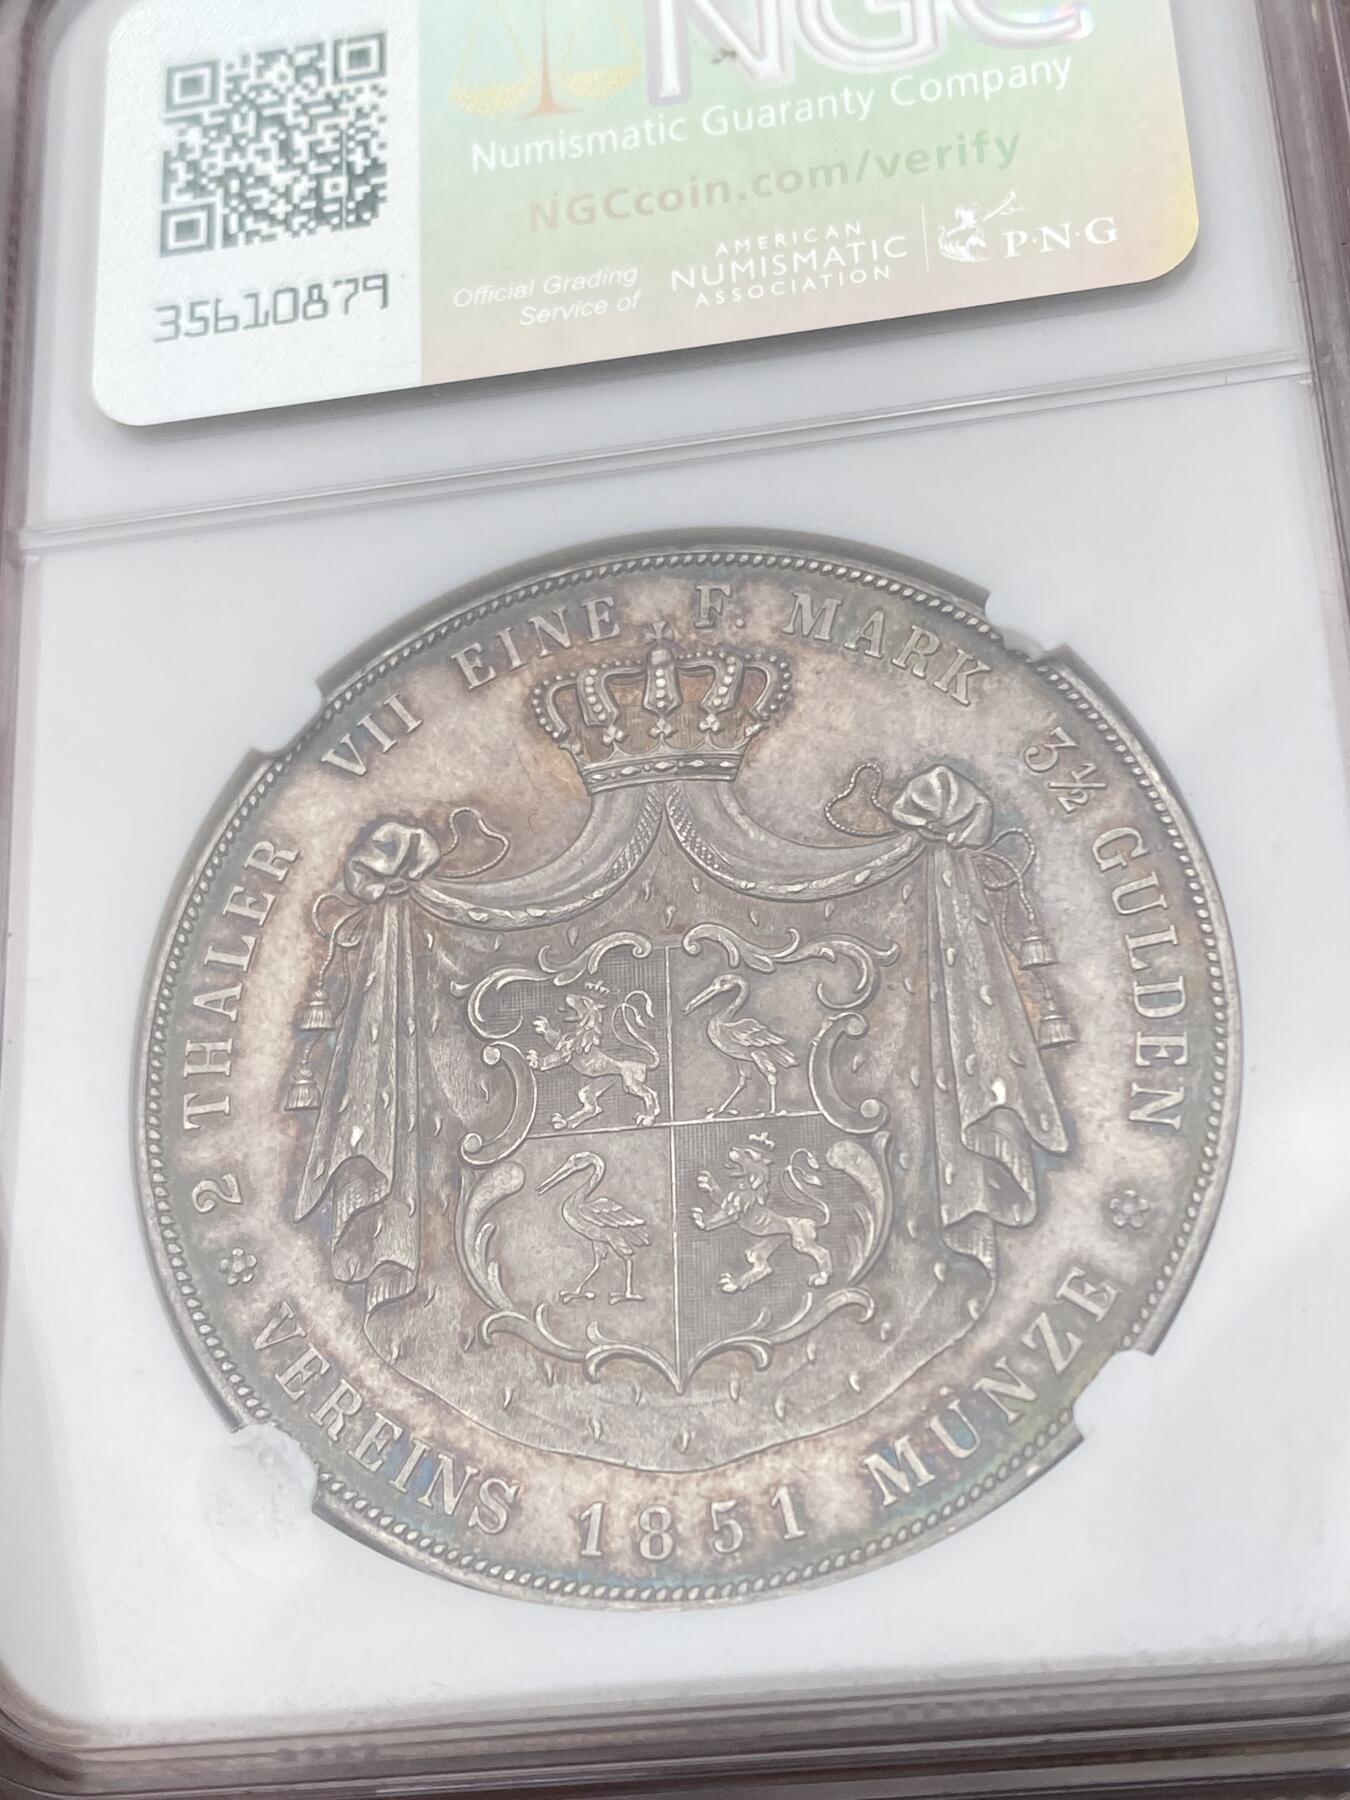 NGC
Numismatic Guaranty Company
NGCcoin.com/verify
Official Grading
Service of
AMERICAN
NUMISMATIC
ASSOCIATION
P·N·G
35610879
2 THALER VII EINE F. MARK 3½ GULDEN
VEREINS 1851 MÜNZE